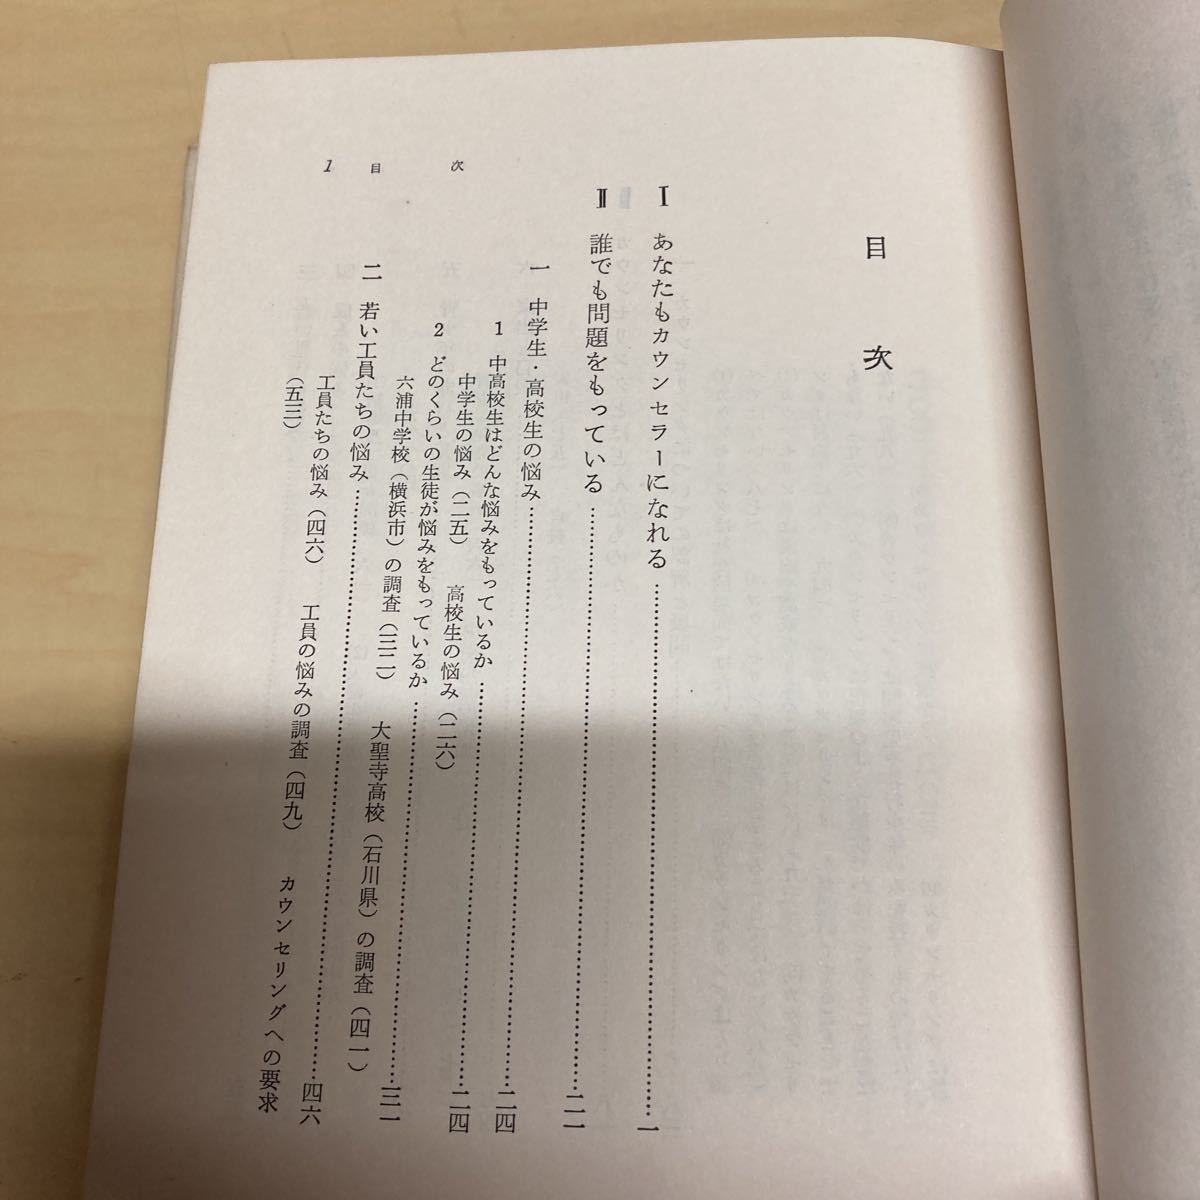 目次
Ⅰ あなたもカウンセラーになれる……………………………一
Ⅱ 誰でも問題をもっている……………………………二一
一 中学生・高校生の悩み……………………………二四
1 中高校生はどんな悩みをもっているか……………………………二四
中学生の悩み（二五） 高校生の悩み（二六）
2 どのくらいの生徒が悩みをもっているか……………………………三一
六浦中学校（横浜市）の調査（三二） 大聖寺高校（石川県）の調査（四一）
二 若い工員たちの悩み……………………………四六
工員たちの悩み（四六） 工員の悩みの調査（四九） カウンセリングへの要求
（五三）
1 目次